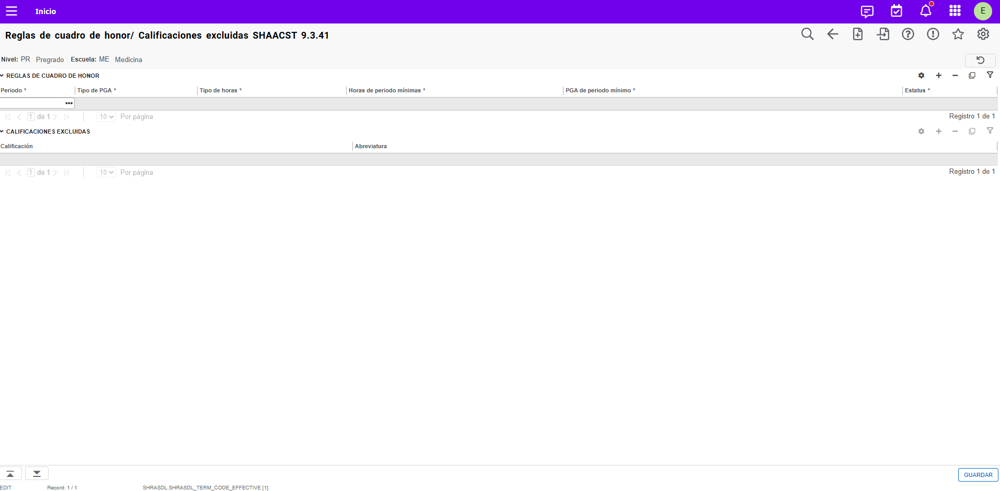 Inicio
E
Reglas de cuadro de honor/ Calificaciones excluidas SHAACST 9.3.41
Nivel: PR Pregrado Escuela: ME Medicina
REGLAS DE CUADRO DE HONOR
Periodo * Tipo de PGA * Tipo de horas * Horas de periodo mínimas * PGA de periodo mínimo * Estatus *
1 de 1 10 Por página Registro 1 de 1
CALIFICACIONES EXCLUIDAS
Calificación Abreviatura
1 de 1 10 Por página Registro 1 de 1
GUARDAR
EDIT Record: 1 / 1 SHRASDL.SHRASDL_TERM_CODE_EFFECTIVE [1]